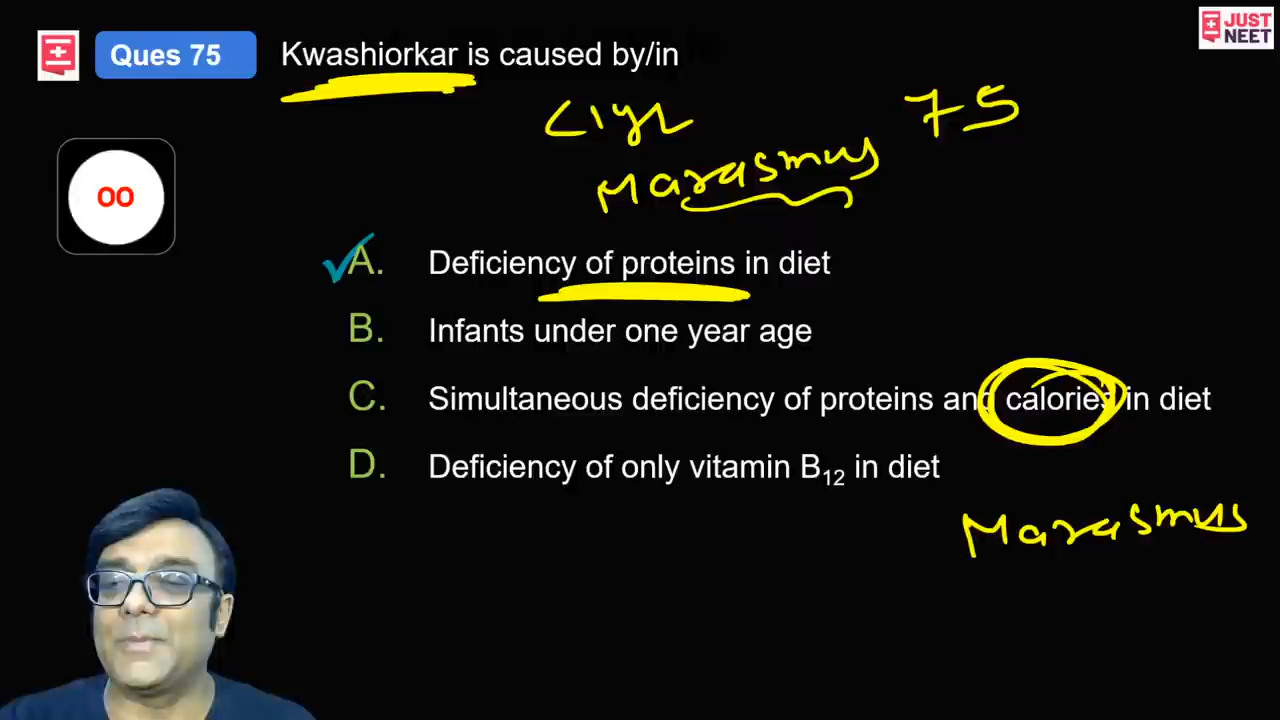 JUST
NEET
Ques 75
Kwashiorkar is caused by/in
<1yr
Marasmus 75
00
A. Deficiency of proteins in diet
B. Infants under one year age
C. Simultaneous deficiency of proteins and calories in diet
D. Deficiency of only vitamin B12 in diet
Marasmus